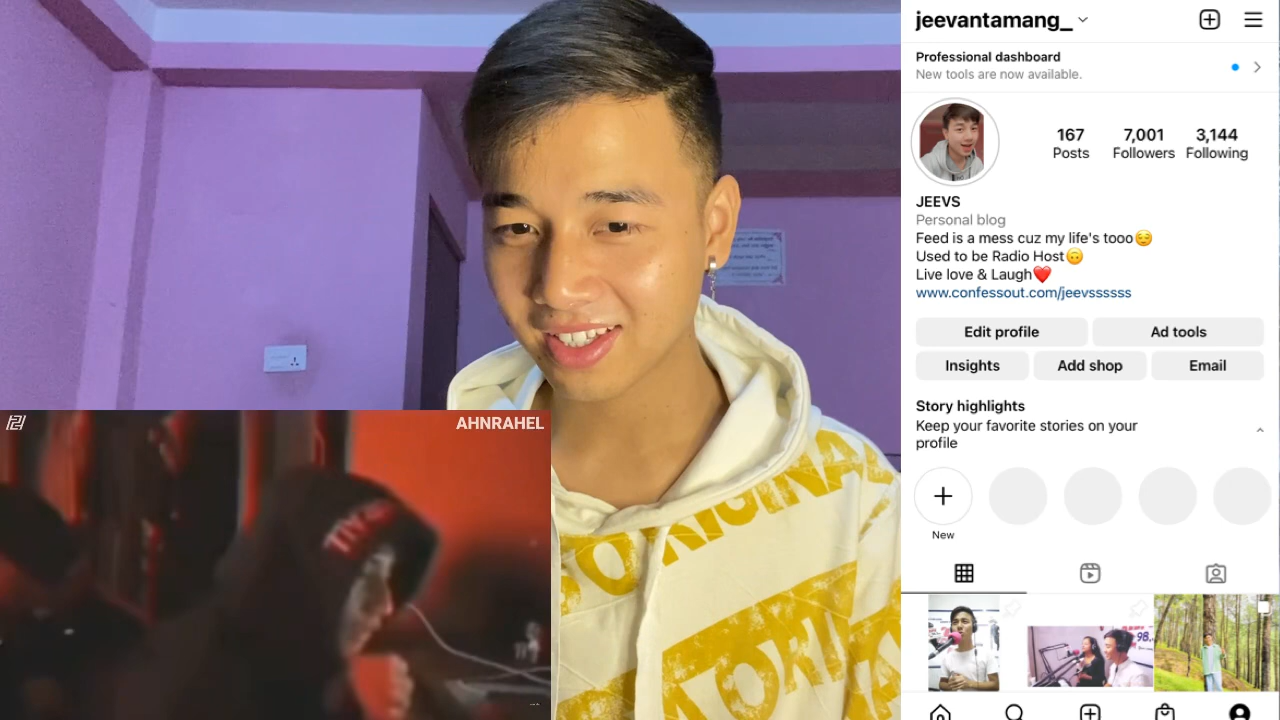 AHNRAHEL
jeevantamang_
Professional dashboard
New tools are now available.
167
Posts
7,001
Followers
3,144
Following
JEEVS
Personal blog
Feed is a mess cuz my life's tooo😌
Used to be Radio Host🙃
Live love & Laugh❤️
www.confessout.com/jeevssssss
Edit profile
Ad tools
Insights
Add shop
Email
Story highlights
Keep your favorite stories on your
profile
New